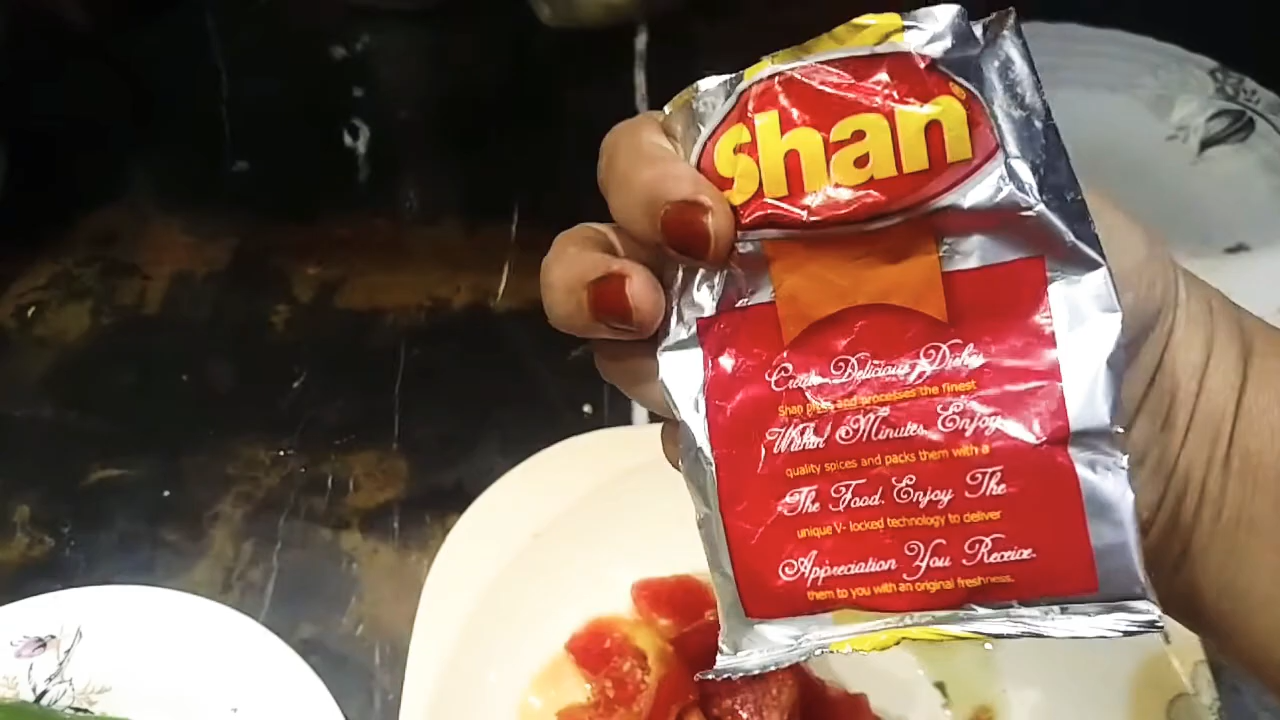 shan
Create Delicious Dishes
Shan picks and processes the finest
Within Minutes. Enjoy
quality spices and packs them with a
The Food. Enjoy The
unique V- locked technology to deliver
Appreciation You Receive.
them to you with an original freshness.